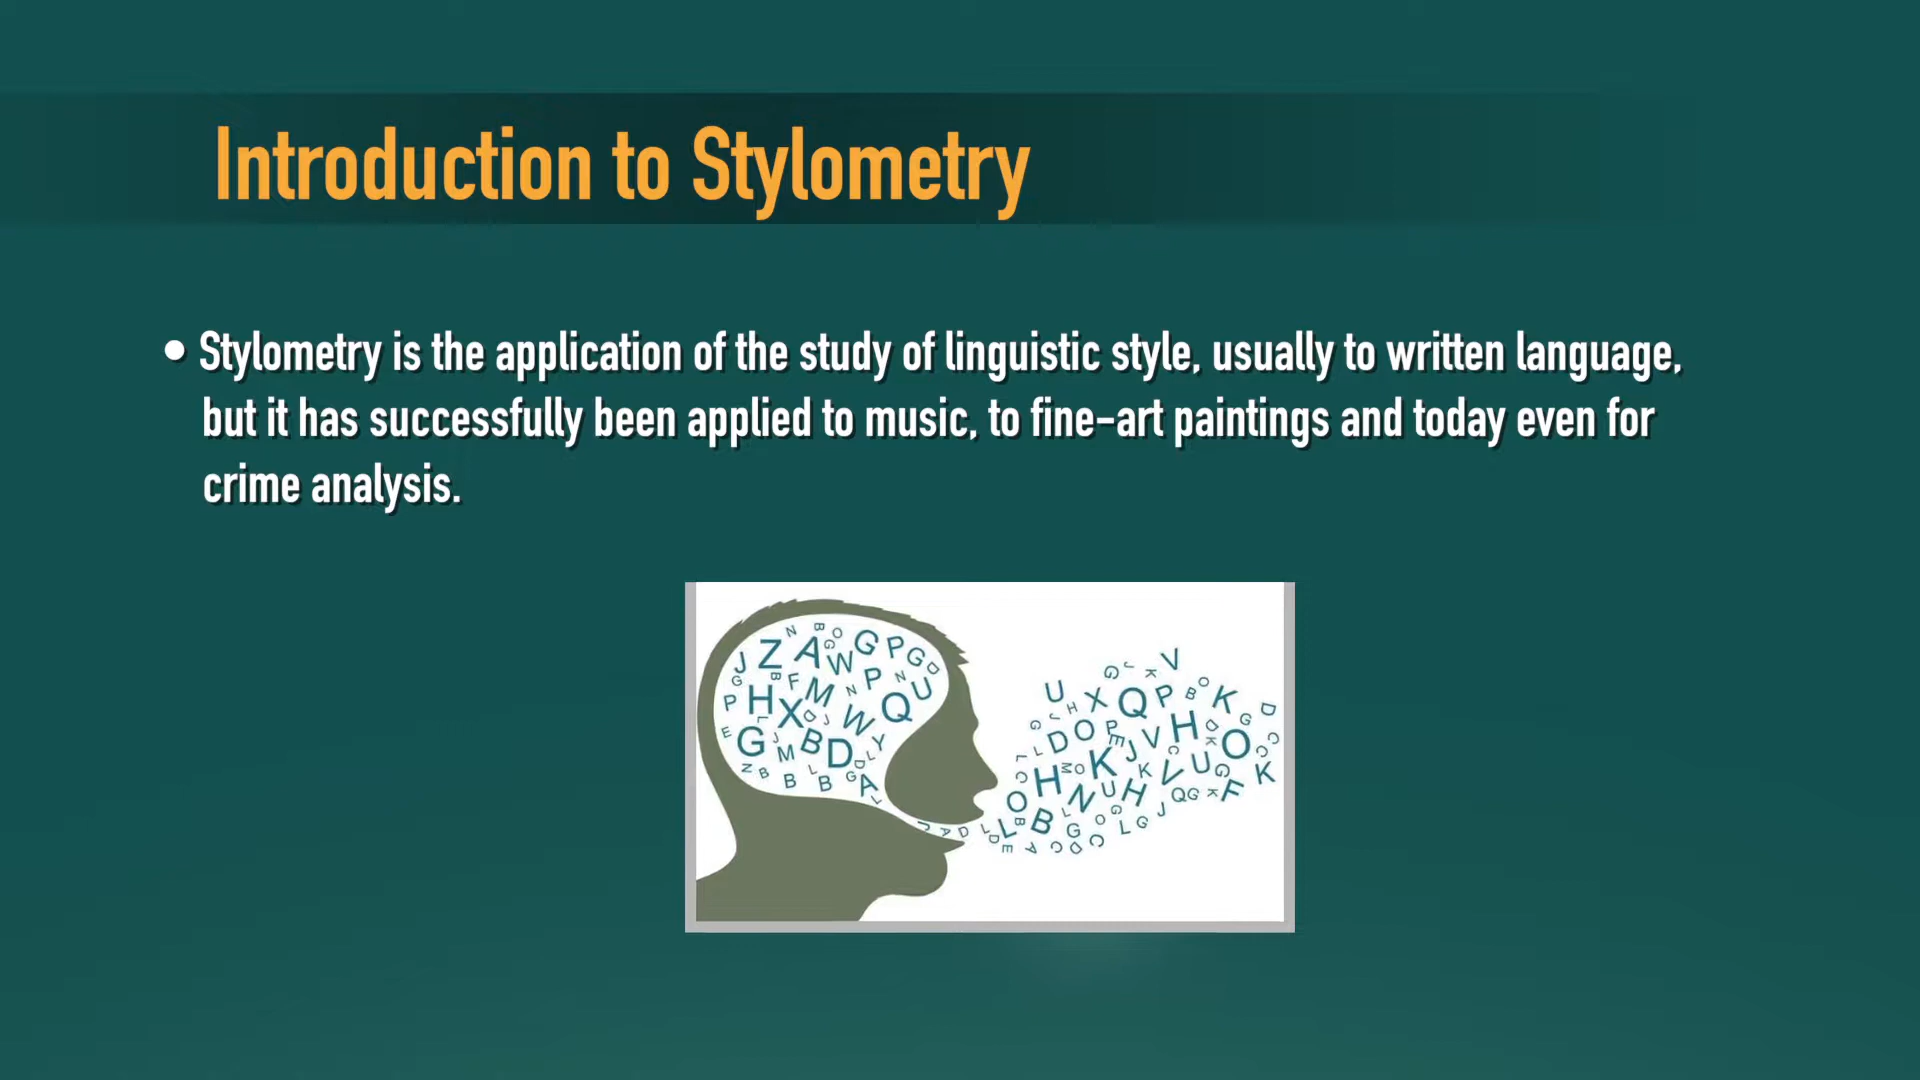 Introduction to Stylometry
• Stylometry is the application of the study of linguistic style, usually to written language,
but it has successfully been applied to music, to fine-art paintings and today even for
crime analysis.